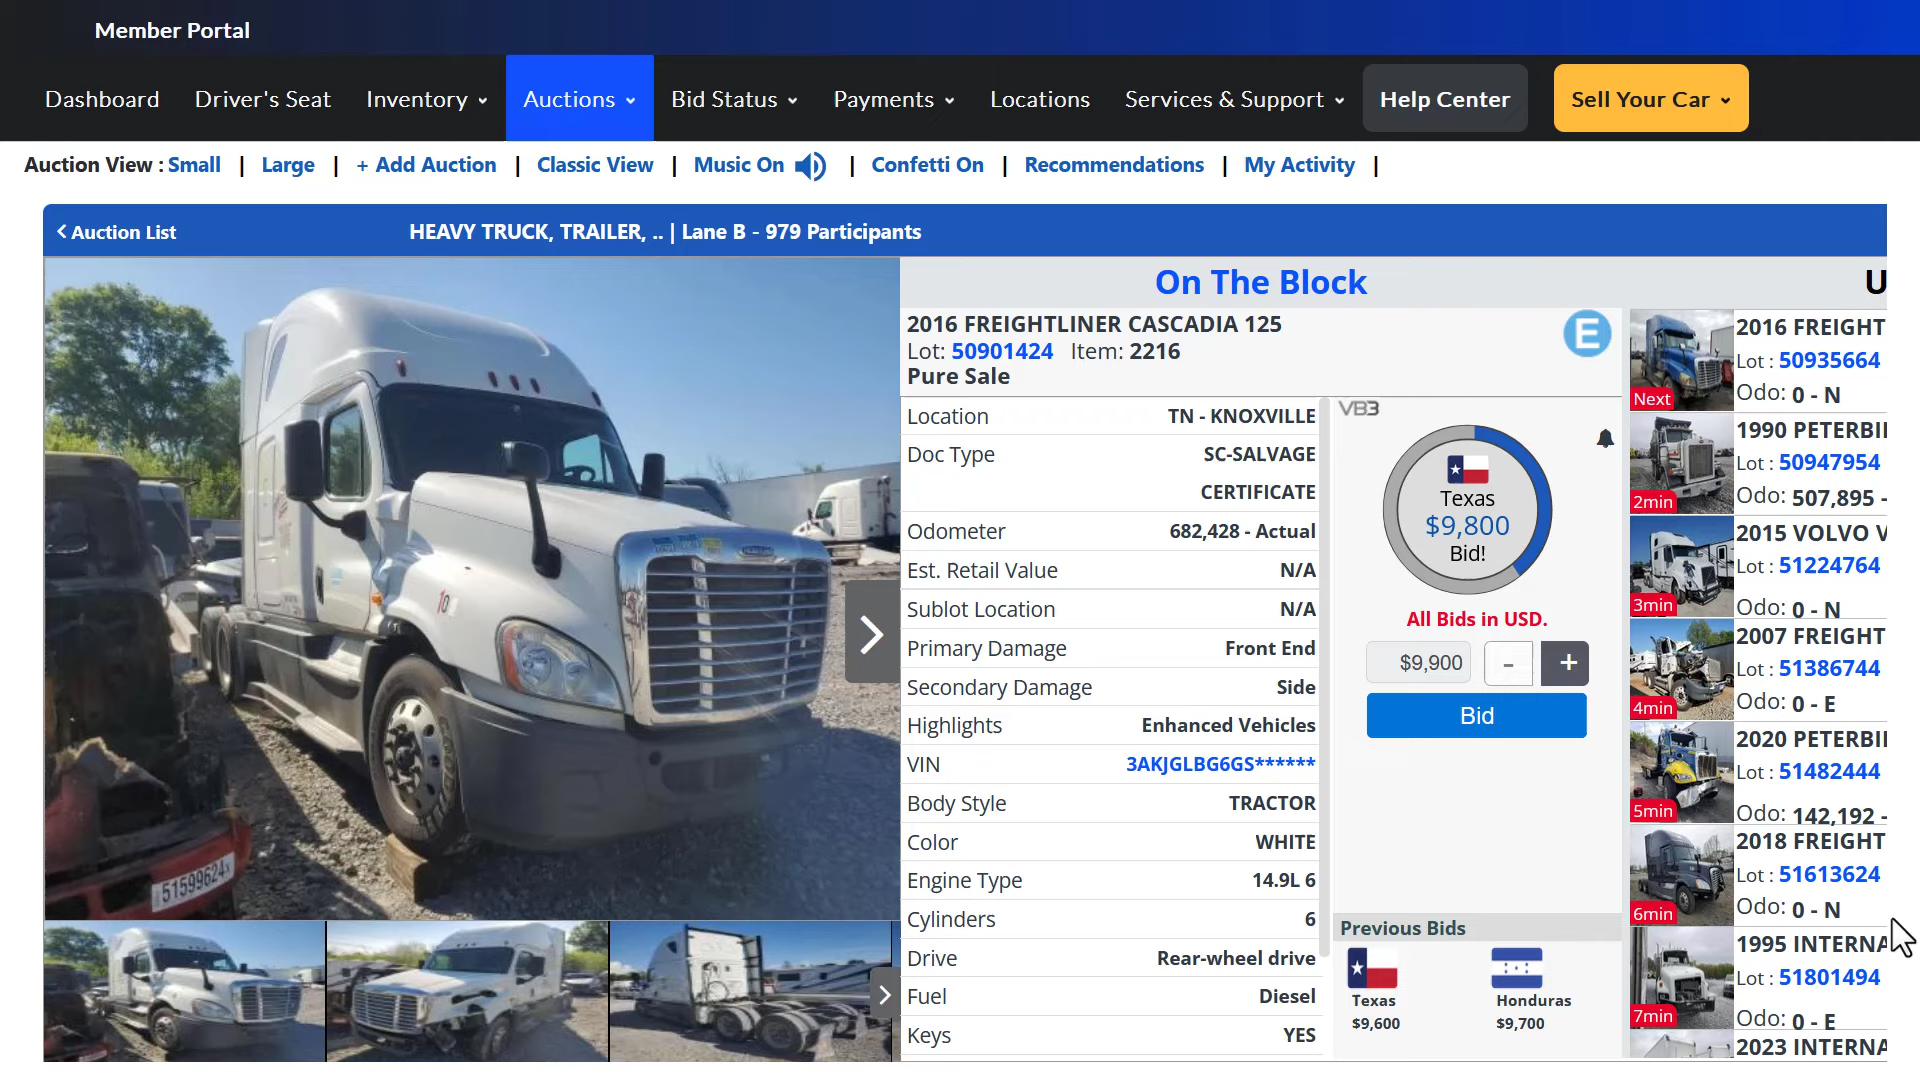 Member Portal
Dashboard Driver's Seat Inventory Auctions Bid Status Payments Locations Services & Support Help Center Sell Your Car
Auction View : Small | Large | + Add Auction | Classic View | Music On | Confetti On | Recommendations | My Activity |
Auction List
HEAVY TRUCK, TRAILER, .. | Lane B - 979 Participants
On The Block
U
2016 FREIGHTLINER CASCADIA 125
Lot: 50901424 Item: 2216
Pure Sale
E
Location TN - KNOXVILLE
Doc Type SC-SALVAGE
CERTIFICATE
Odometer 682,428 - Actual
Est. Retail Value N/A
Sublot Location N/A
Primary Damage Front End
Secondary Damage Side
Highlights Enhanced Vehicles
VIN 3AKJGLBG6GS******
Body Style TRACTOR
Color WHITE
Engine Type 14.9L 6
Cylinders 6
Drive Rear-wheel drive
Fuel Diesel
Keys YES
VB3
Texas
$9,800
Bid!
All Bids in USD.
$9,900 - +
Bid
Previous Bids
Texas
$9,600
Honduras
$9,700
2016 FREIGHT
Lot : 50935664
Odo: 0 - N
Next
1990 PETERBI
Lot : 50947954
Odo: 507,895 -
2min
2015 VOLVO V
Lot : 51224764
Odo: 0 - N
3min
2007 FREIGHT
Lot : 51386744
Odo: 0 - E
4min
2020 PETERBI
Lot : 51482444
Odo: 142,192 -
5min
2018 FREIGHT
Lot : 51613624
Odo: 0 - N
6min
1995 INTERNA
Lot : 51801494
Odo: 0 - E
7min
2023 INTERNA
10
51599624